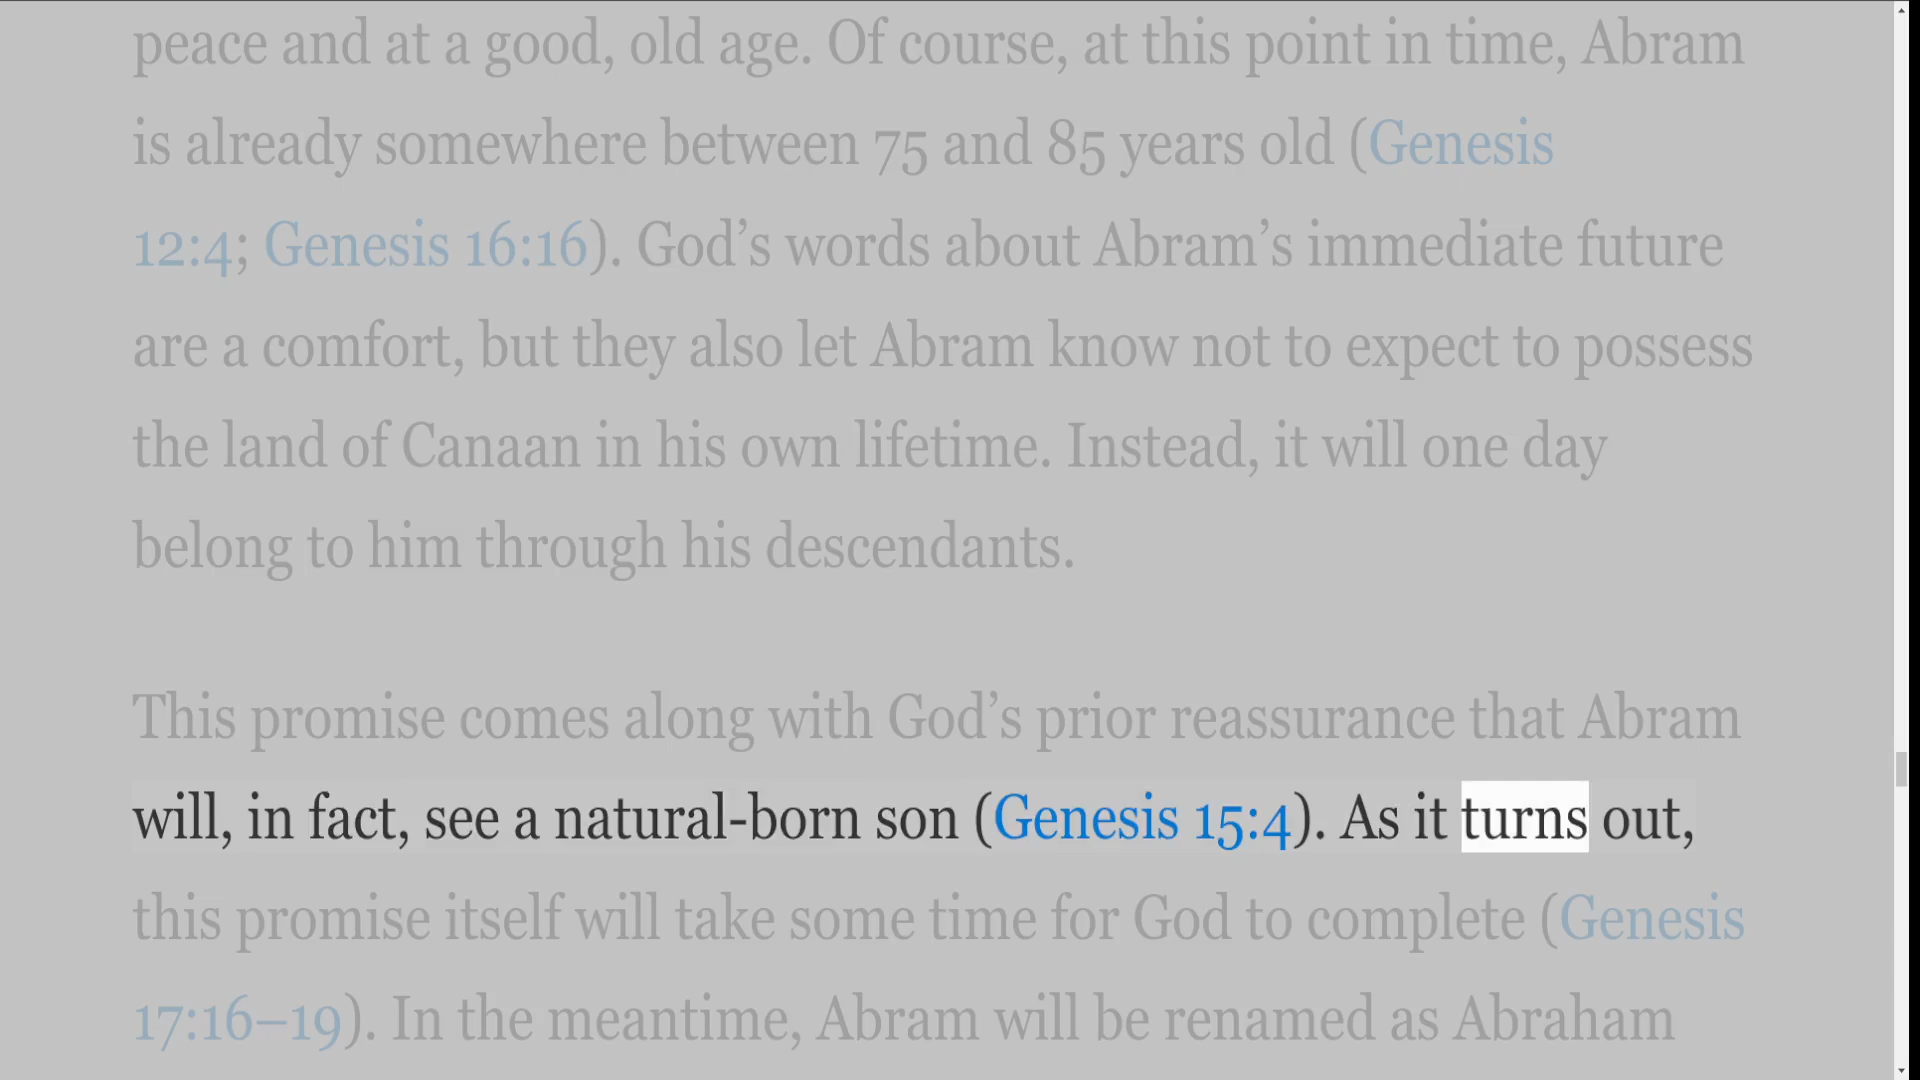 peace and at a good, old age. Of course, at this point in time, Abram
is already somewhere between 75 and 85 years old (Genesis
12:4; Genesis 16:16). God’s words about Abram’s immediate future
are a comfort, but they also let Abram know not to expect to possess
the land of Canaan in his own lifetime. Instead, it will one day
belong to him through his descendants.
This promise comes along with God’s prior reassurance that Abram
will, in fact, see a natural-born son (Genesis 15:4). As it turns out,
this promise itself will take some time for God to complete (Genesis
17:16–19). In the meantime, Abram will be renamed as Abraham